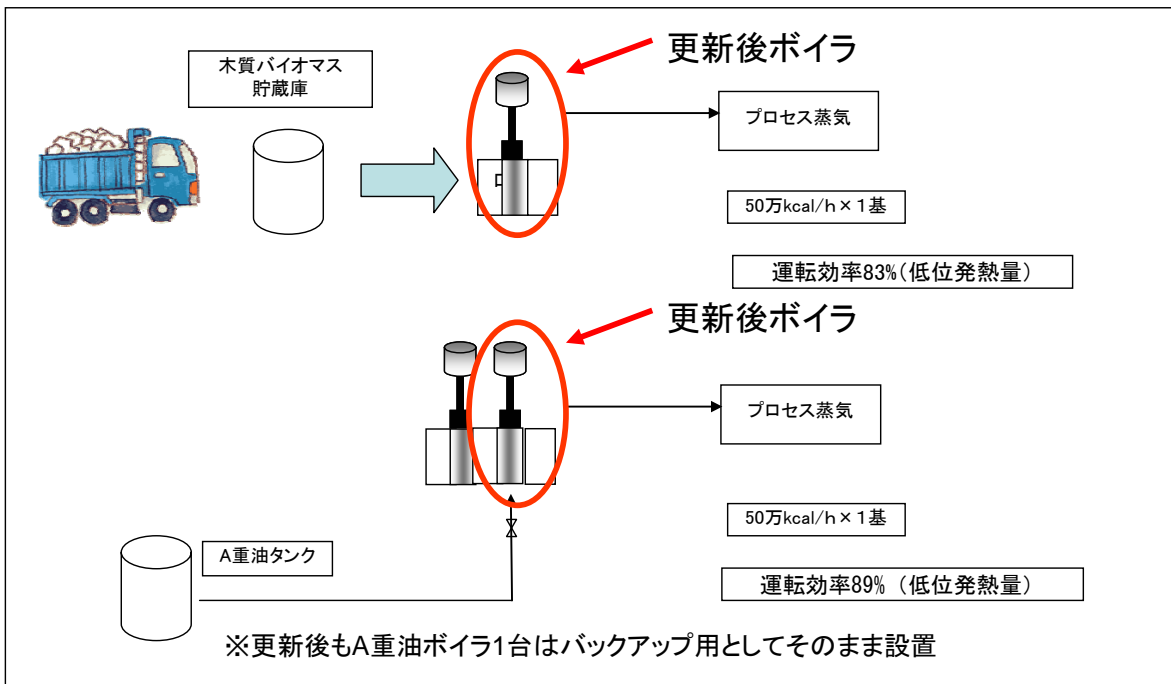 更新後ボイラ
木質バイオマス
貯蔵庫
プロセス蒸気
50万kcal/h×1基
運転効率83%(低位発熱量)
更新後ボイラ
プロセス蒸気
50万kcal/h×1基
A重油タンク
運転効率89% (低位発熱量)
※更新後もA重油ボイラ1台はバックアップ用としてそのまま設置